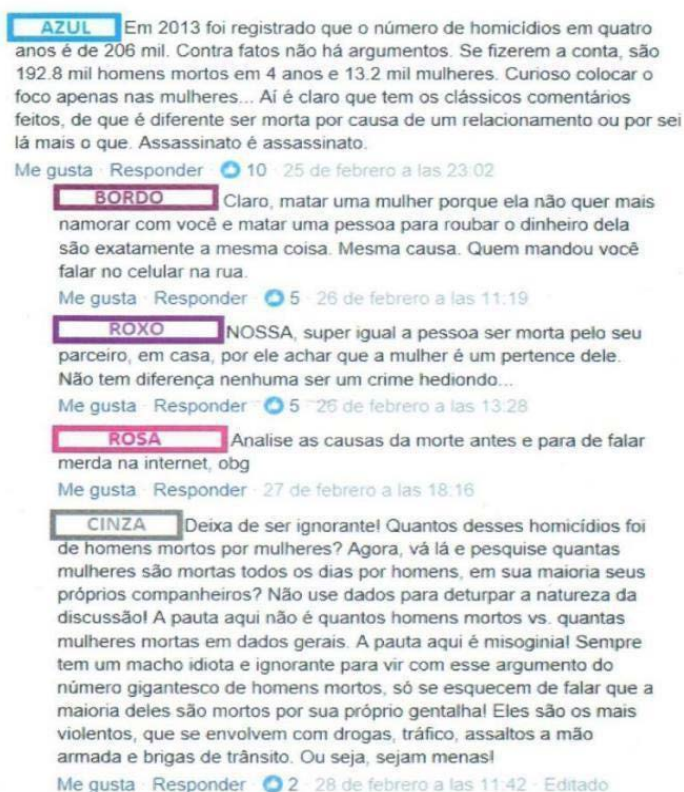 AZUL Em 2013 foi registrado que o número de homicídios em quatro
anos é de 206 mil. Contra fatos não há argumentos. Se fizerem a conta, são
192.8 mil homens mortos em 4 anos e 13.2 mil mulheres. Curioso colocar o
foco apenas nas mulheres... Aí é claro que tem os clássicos comentários
feitos, de que é diferente ser morta por causa de um relacionamento ou por sei
lá mais o que. Assassinato é assassinato.
Me gusta · Responder · 10 · 25 de febrero a las 23:02
BORDO Claro, matar uma mulher porque ela não quer mais
namorar com você e matar uma pessoa para roubar o dinheiro dela
são exatamente a mesma coisa. Mesma causa. Quem mandou você
falar no celular na rua.
Me gusta · Responder · 5 · 26 de febrero a las 11:19
ROXO NOSSA, super igual a pessoa ser morta pelo seu
parceiro, em casa, por ele achar que a mulher é um pertence dele.
Não tem diferença nenhuma ser um crime hediondo...
Me gusta · Responder · 5 · 26 de febrero a las 13:28
ROSA Analise as causas da morte antes e para de falar
merda na internet, obg
Me gusta · Responder · 27 de febrero a las 18:16
CINZA Deixa de ser ignorante! Quantos desses homicídios foi
de homens mortos por mulheres? Agora, vá lá e pesquise quantas
mulheres são mortas todos os dias por homens, em sua maioria seus
próprios companheiros? Não use dados para deturpar a natureza da
discussão! A pauta aqui não é quantos homens mortos vs. quantas
mulheres mortas em dados gerais. A pauta aqui é misoginia! Sempre
tem um macho idiota e ignorante para vir com esse argumento do
número gigantesco de homens mortos, só se esquecem de falar que a
maioria deles são mortos por sua próprio gentalha! Eles são os mais
violentos, que se envolvem com drogas, tráfico, assaltos a mão
armada e brigas de trânsito. Ou seja, sejam menas!
Me gusta · Responder · 2 · 28 de febrero a las 11:42 · Editado